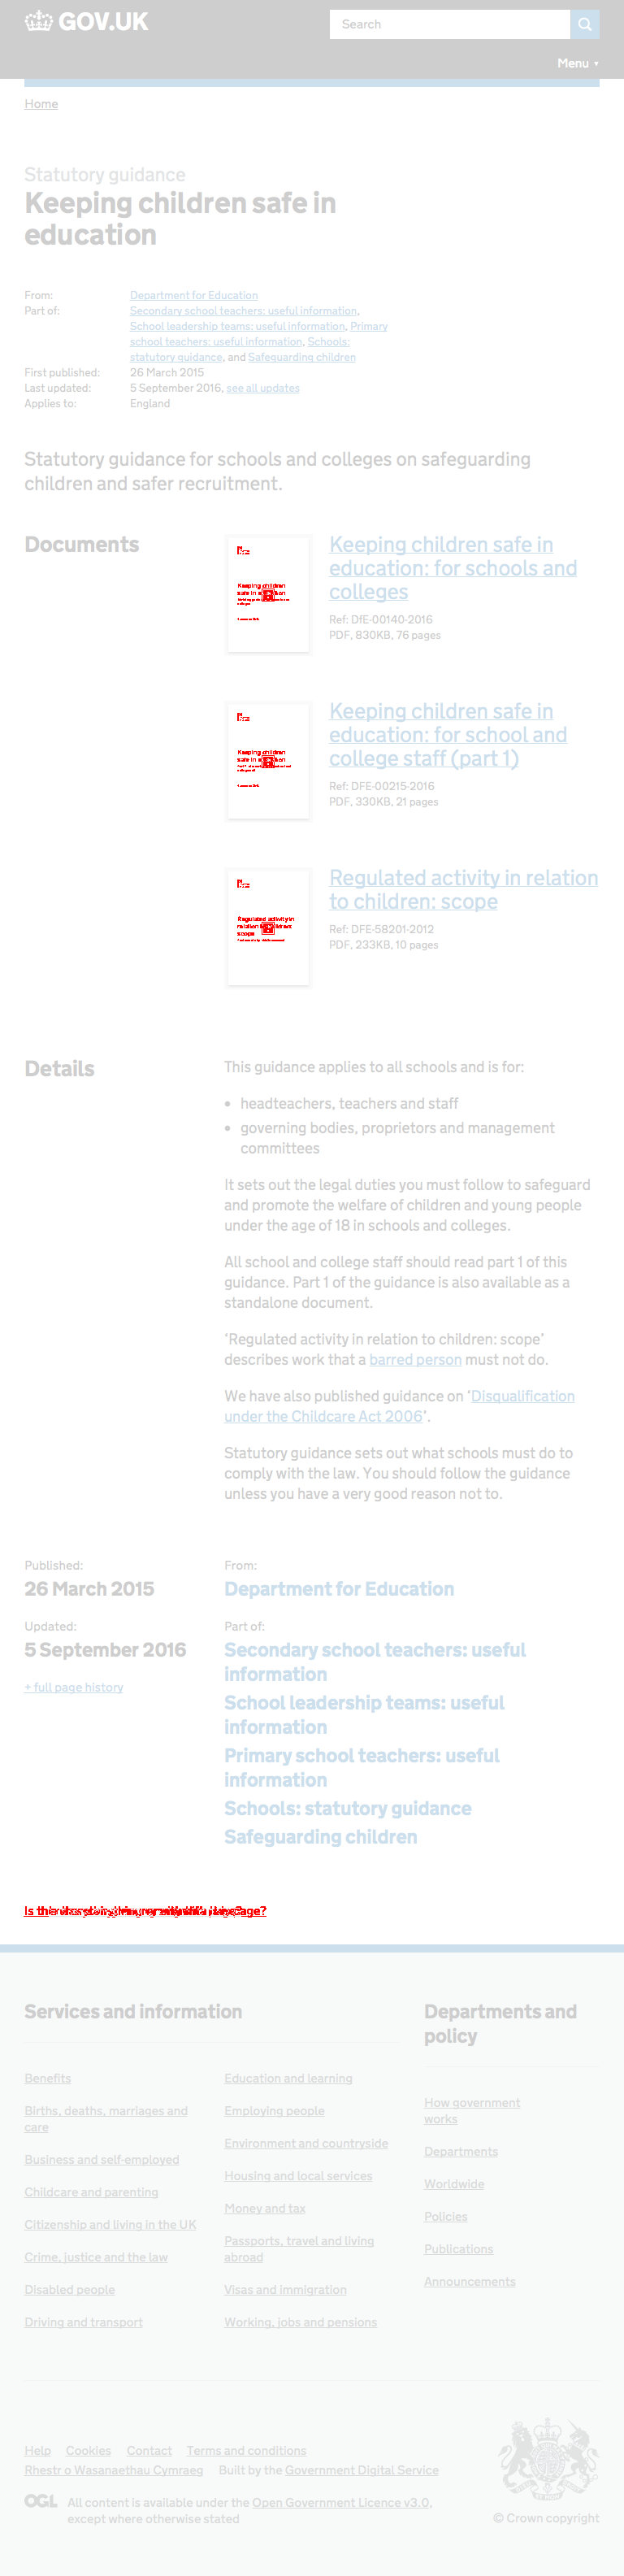 GOV.UK
Search
Menu ▼
Home
Statutory guidance
Keeping children safe in
education
From: Department for Education
Part of: Secondary school teachers: useful information,
School leadership teams: useful information, Primary
school teachers: useful information, Schools:
statutory guidance, and Safeguarding children
First published: 26 March 2015
Last updated: 5 September 2016, see all updates
Applies to: England
Statutory guidance for schools and colleges on safeguarding
children and safer recruitment.
Documents
Keeping children
Keeping children safe in
education: for schools and
colleges
Ref: DfE-00140-2016
PDF, 830KB, 76 pages
Keeping children
Keeping children safe in
education: for school and
college staff (part 1)
Ref: DFE-00215-2016
PDF, 330KB, 21 pages
Regulated activity in
Regulated activity in relation
to children: scope
Ref: DFE-58201-2012
PDF, 233KB, 10 pages
Details
This guidance applies to all schools and is for:
• headteachers, teachers and staff
• governing bodies, proprietors and management
committees
It sets out the legal duties you must follow to safeguard
and promote the welfare of children and young people
under the age of 18 in schools and colleges.
All school and college staff should read part 1 of this
guidance. Part 1 of the guidance is also available as a
standalone document.
‘Regulated activity in relation to children: scope’
describes work that a barred person must not do.
We have also published guidance on ‘Disqualification
under the Childcare Act 2006’.
Statutory guidance sets out what schools must do to
comply with the law. You should follow the guidance
unless you have a very good reason not to.
Published:
26 March 2015
Updated:
5 September 2016
+ full page history
From:
Department for Education
Part of:
Secondary school teachers: useful
information
School leadership teams: useful
information
Primary school teachers: useful
information
Schools: statutory guidance
Safeguarding children
Services and information
Benefits
Births, deaths, marriages and
care
Business and self-employed
Childcare and parenting
Citizenship and living in the UK
Crime, justice and the law
Disabled people
Driving and transport
Education and learning
Employing people
Environment and countryside
Housing and local services
Money and tax
Passports, travel and living
abroad
Visas and immigration
Working, jobs and pensions
Departments and
policy
How government
works
Departments
Worldwide
Policies
Publications
Announcements
Help Cookies Contact Terms and conditions
Rhestr o Wasanaethau Cymraeg Built by the Government Digital Service
OGL All content is available under the Open Government Licence v3.0,
except where otherwise stated
© Crown copyright